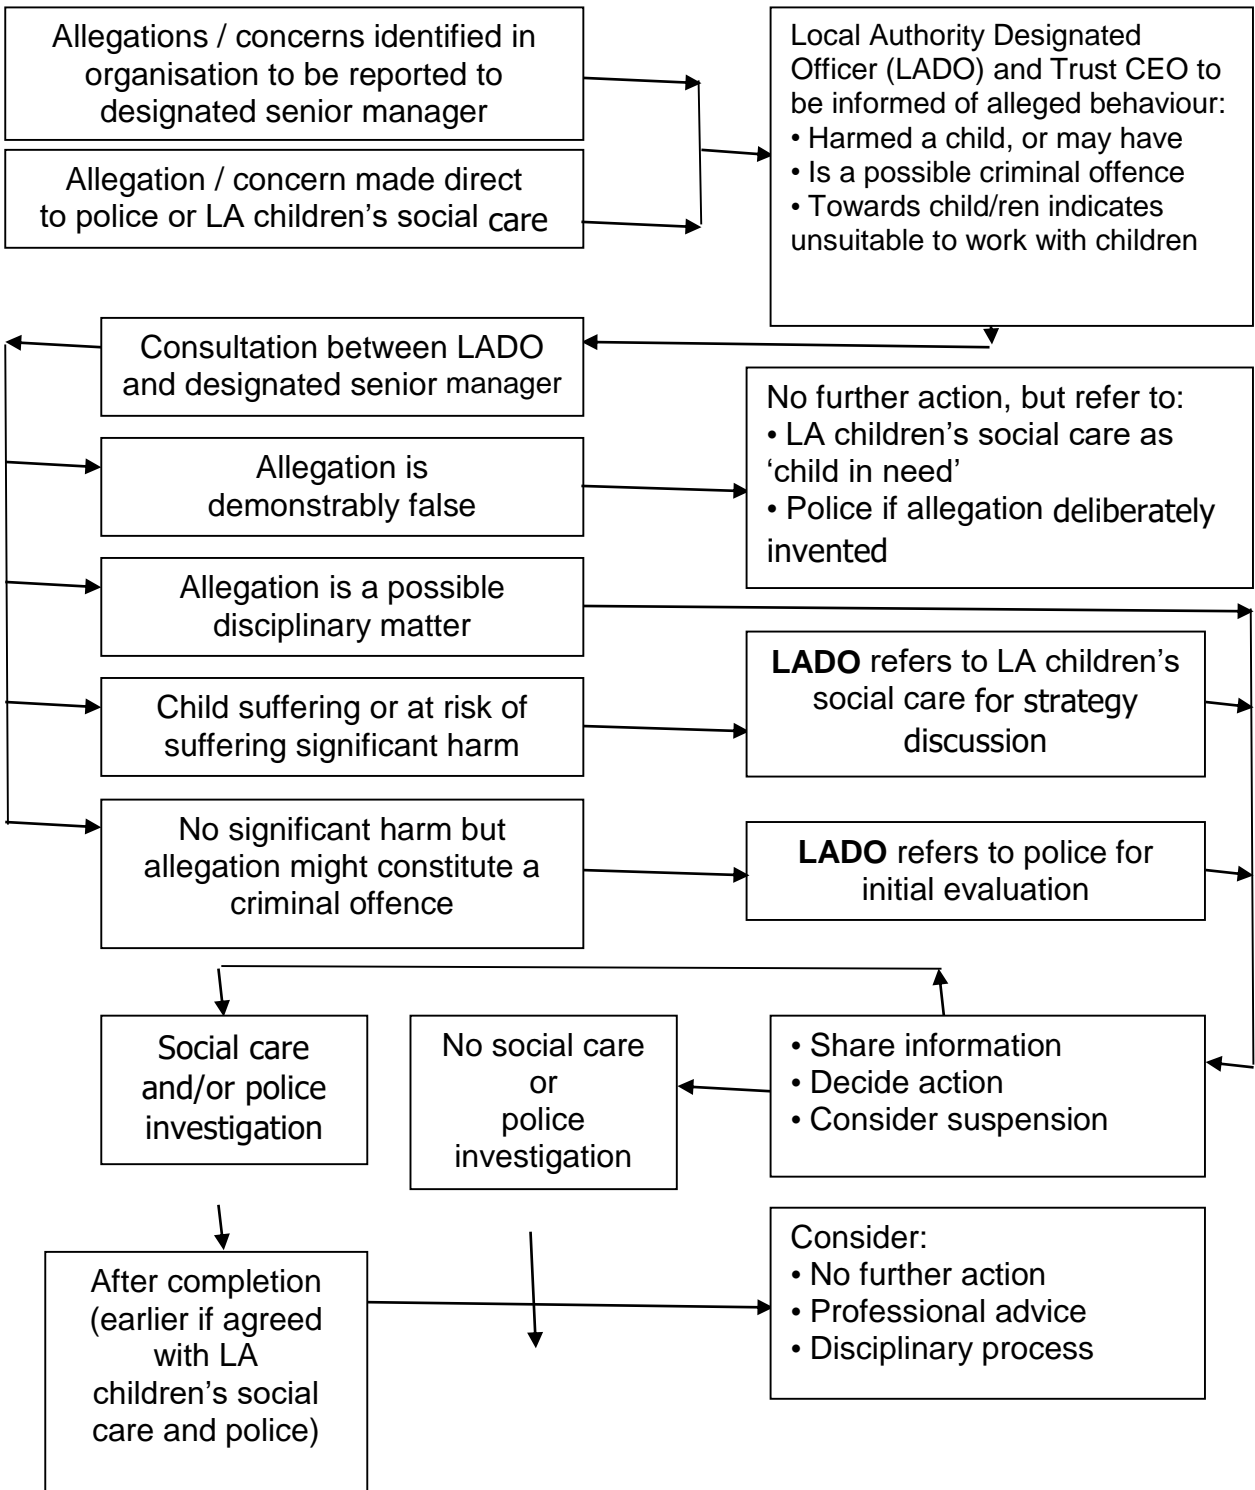 Allegations / concerns identified in
organisation to be reported to
designated senior manager
Allegation / concern made direct
to police or LA children’s social care
Local Authority Designated
Officer (LADO) and Trust CEO to
be informed of alleged behaviour:
• Harmed a child, or may have
• Is a possible criminal offence
• Towards child/ren indicates
unsuitable to work with children
Consultation between LADO
and designated senior manager
Allegation is
demonstrably false
No further action, but refer to:
• LA children’s social care as
‘child in need’
• Police if allegation deliberately
invented
Allegation is a possible
disciplinary matter
Child suffering or at risk of
suffering significant harm
LADO refers to LA children’s
social care for strategy
discussion
No significant harm but
allegation might constitute a
criminal offence
LADO refers to police for
initial evaluation
Social care
and/or police
investigation
No social care
or
police
investigation
• Share information
• Decide action
• Consider suspension
After completion
(earlier if agreed
with LA
children’s social
care and police)
Consider:
• No further action
• Professional advice
• Disciplinary process